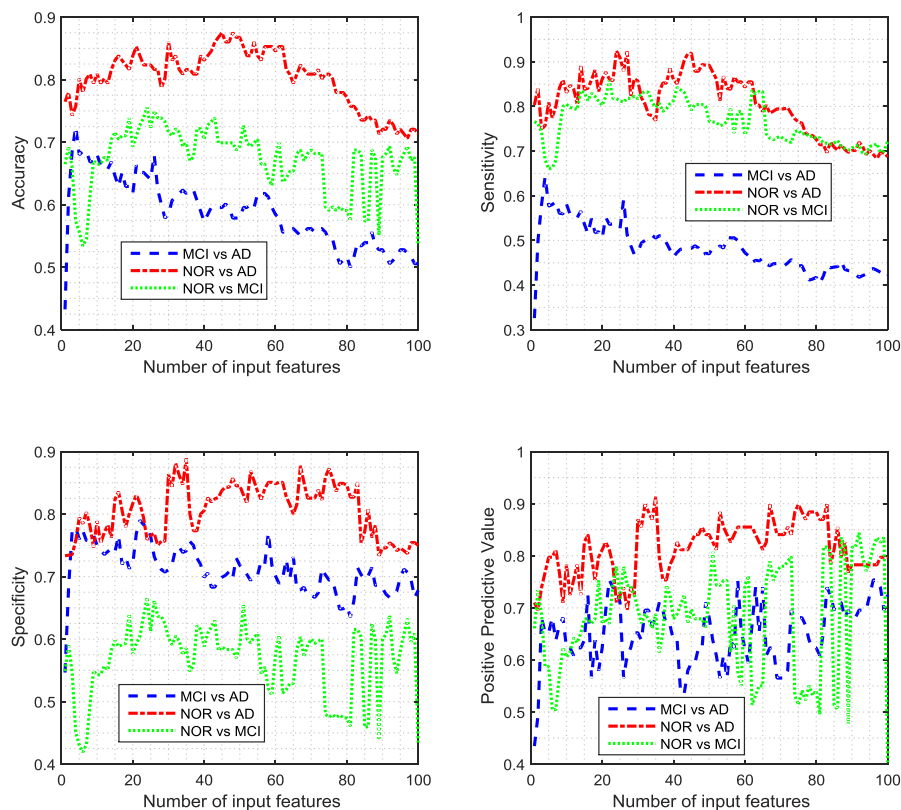 0.9
0.8
0.7
0.6
0.5
0.4
Accuracy
MCI vs AD
NOR vs AD
NOR vs MCI
0 20 40 60 80 100
Number of input features
1
0.9
0.8
0.7
0.6
0.5
0.4
0.3
Sensitivity
MCI vs AD
NOR vs AD
NOR vs MCI
0 20 40 60 80 100
Number of input features
0.9
0.8
0.7
0.6
0.5
0.4
Specificity
MCI vs AD
NOR vs AD
NOR vs MCI
0 20 40 60 80 100
Number of input features
1
0.9
0.8
0.7
0.6
0.5
0.4
Positive Predictive Value
MCI vs AD
NOR vs AD
NOR vs MCI
0 20 40 60 80 100
Number of input features